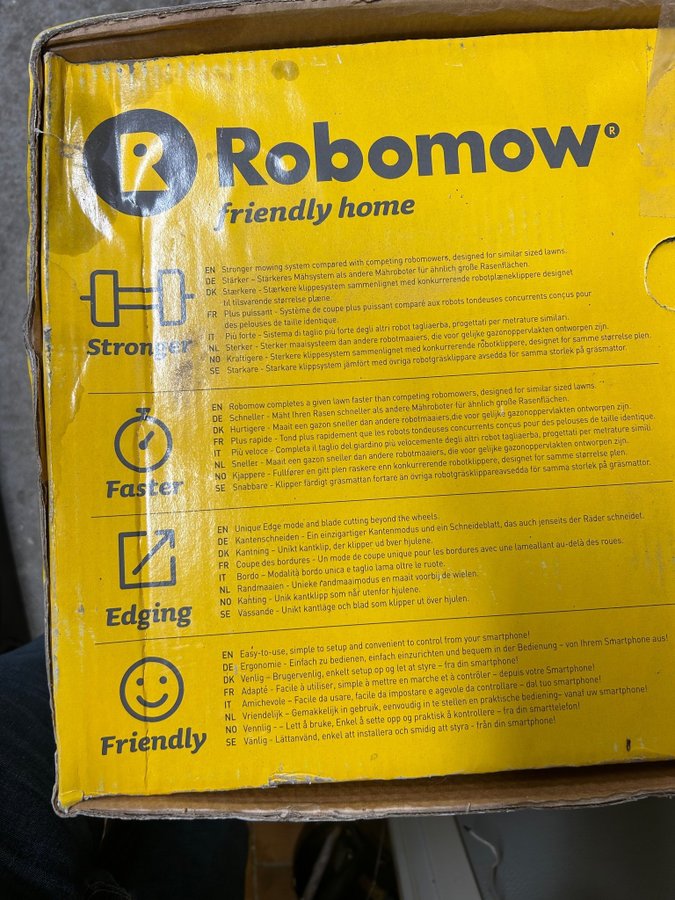 R Robomow®
friendly home
Stronger
EN Stronger mowing system compared with competing robomowers, designed for similar sized lawns.
DE Stärker – Stärkeres Mähsystem als andere Mähroboter für ähnlich große Rasenflächen.
DK Stærkere - Stærkere klippesystem sammenlignet med konkurrende robotplæneklippere designet
til tilsvarende størrelse plæne.
FR Plus puissant - Système de coupe plus puissant comparé aux robots tondeuses concurrents conçus pour
des pelouses de taille identique.
IT Più forte - Sistema di taglio più forte degli altri robot tagliaerba, progettati per metrature similari.
NL Sterker - Sterker maaisysteem dan andere robotmaaiers, die voor gelijke gazonoppervlakten ontworpen zijn.
NO Kraftigere - Sterkere klippesystem sammenlignet med konkurrende robotklippere, designet for samme størrelse plen.
SE Starkare - Starkare klippsystem jämfört med övriga robotgräsklippare avsedda för samma storlek på gräsmattor.
Faster
EN Robomow completes a given lawn faster than competing robomowers, designed for similar sized lawns.
DE Schneller - Mäht Ihren Rasen schneller als andere Mähroboter für ähnlich große Rasenflächen.
DK Hurtigere - Maait een gazon sneller dan andere robotmaaiers,die voor gelijke gazonoppervlakten ontworpen zijn.
FR Plus rapide - Tond plus rapidement que les robots tondeuses concurrents conçus pour des pelouses de taille identique.
IT Più veloce - Completa il taglio del giardino più velocemente degli altri robot tagliaerba, progettati per metrature simili.
NL Sneller - Maait een gazon sneller dan andere robotmaaiers, die voor gelijke gazonoppervlakten ontworpen zijn.
NO Kjappere - Fullfører en gitt plen raskere enn konkurrende robotklippere, designet for samme størrelse plen.
SE Snabbare - Klipper färdigt gräsmattan fortare än övriga robotgräsklippareavsedda för samma storlek på gräsmattor.
Edging
EN Unique Edge mode and blade cutting beyond the wheels.
DE Kantenschneiden - Ein einzigartiger Kantenmodus und ein Schneideblatt, das auch jenseits der Räder schneidet.
DK Kantning – Unikt kantklip, der klipper ud over hjulene.
FR Coupe des bordures - Un mode de coupe unique pour les bordures avec une lameallant au-delà des roues.
IT Bordo – Modalità bordo unica e taglio lama oltre le ruote.
NL Randmaaien - Unieke randmaaimodus en maait voorbij de wielen.
NO Kanting - Unik kantklipp som når utenfor hjulene.
SE Vassande - Unikt kantläge och blad som klipper ut över hjulen.
Friendly
EN Easy-to-use, simple to setup and convenient to control from your smartphone!
DE Ergonomie - Einfach zu bedienen, einfach einzurichten und bequem in der Bedienung – von Ihrem Smartphone aus!
DK Venlig – Brugervenlig, enkelt setup op og let at styre – fra din smartphone!
FR Adapté - Facile à utiliser, simple à mettre en marche et à contrôler – depuis votre Smartphone!
IT Amichevole - Facile da usare, facile da impostare e agevole da controllare – dal tuo smartphone!
NL Vriendelijk – Gemakkelijk in gebruik, eenvoudig in te stellen en praktische bediening– vanaf uw smartphone!
NO Vennlig - – Lett å bruke, Enkel å sette opp og praktisk å kontrollere – fra din smarttelefon!
SE Vänlig - Lättanvänd, enkel att installera och smidig att styra - från din smartphone!